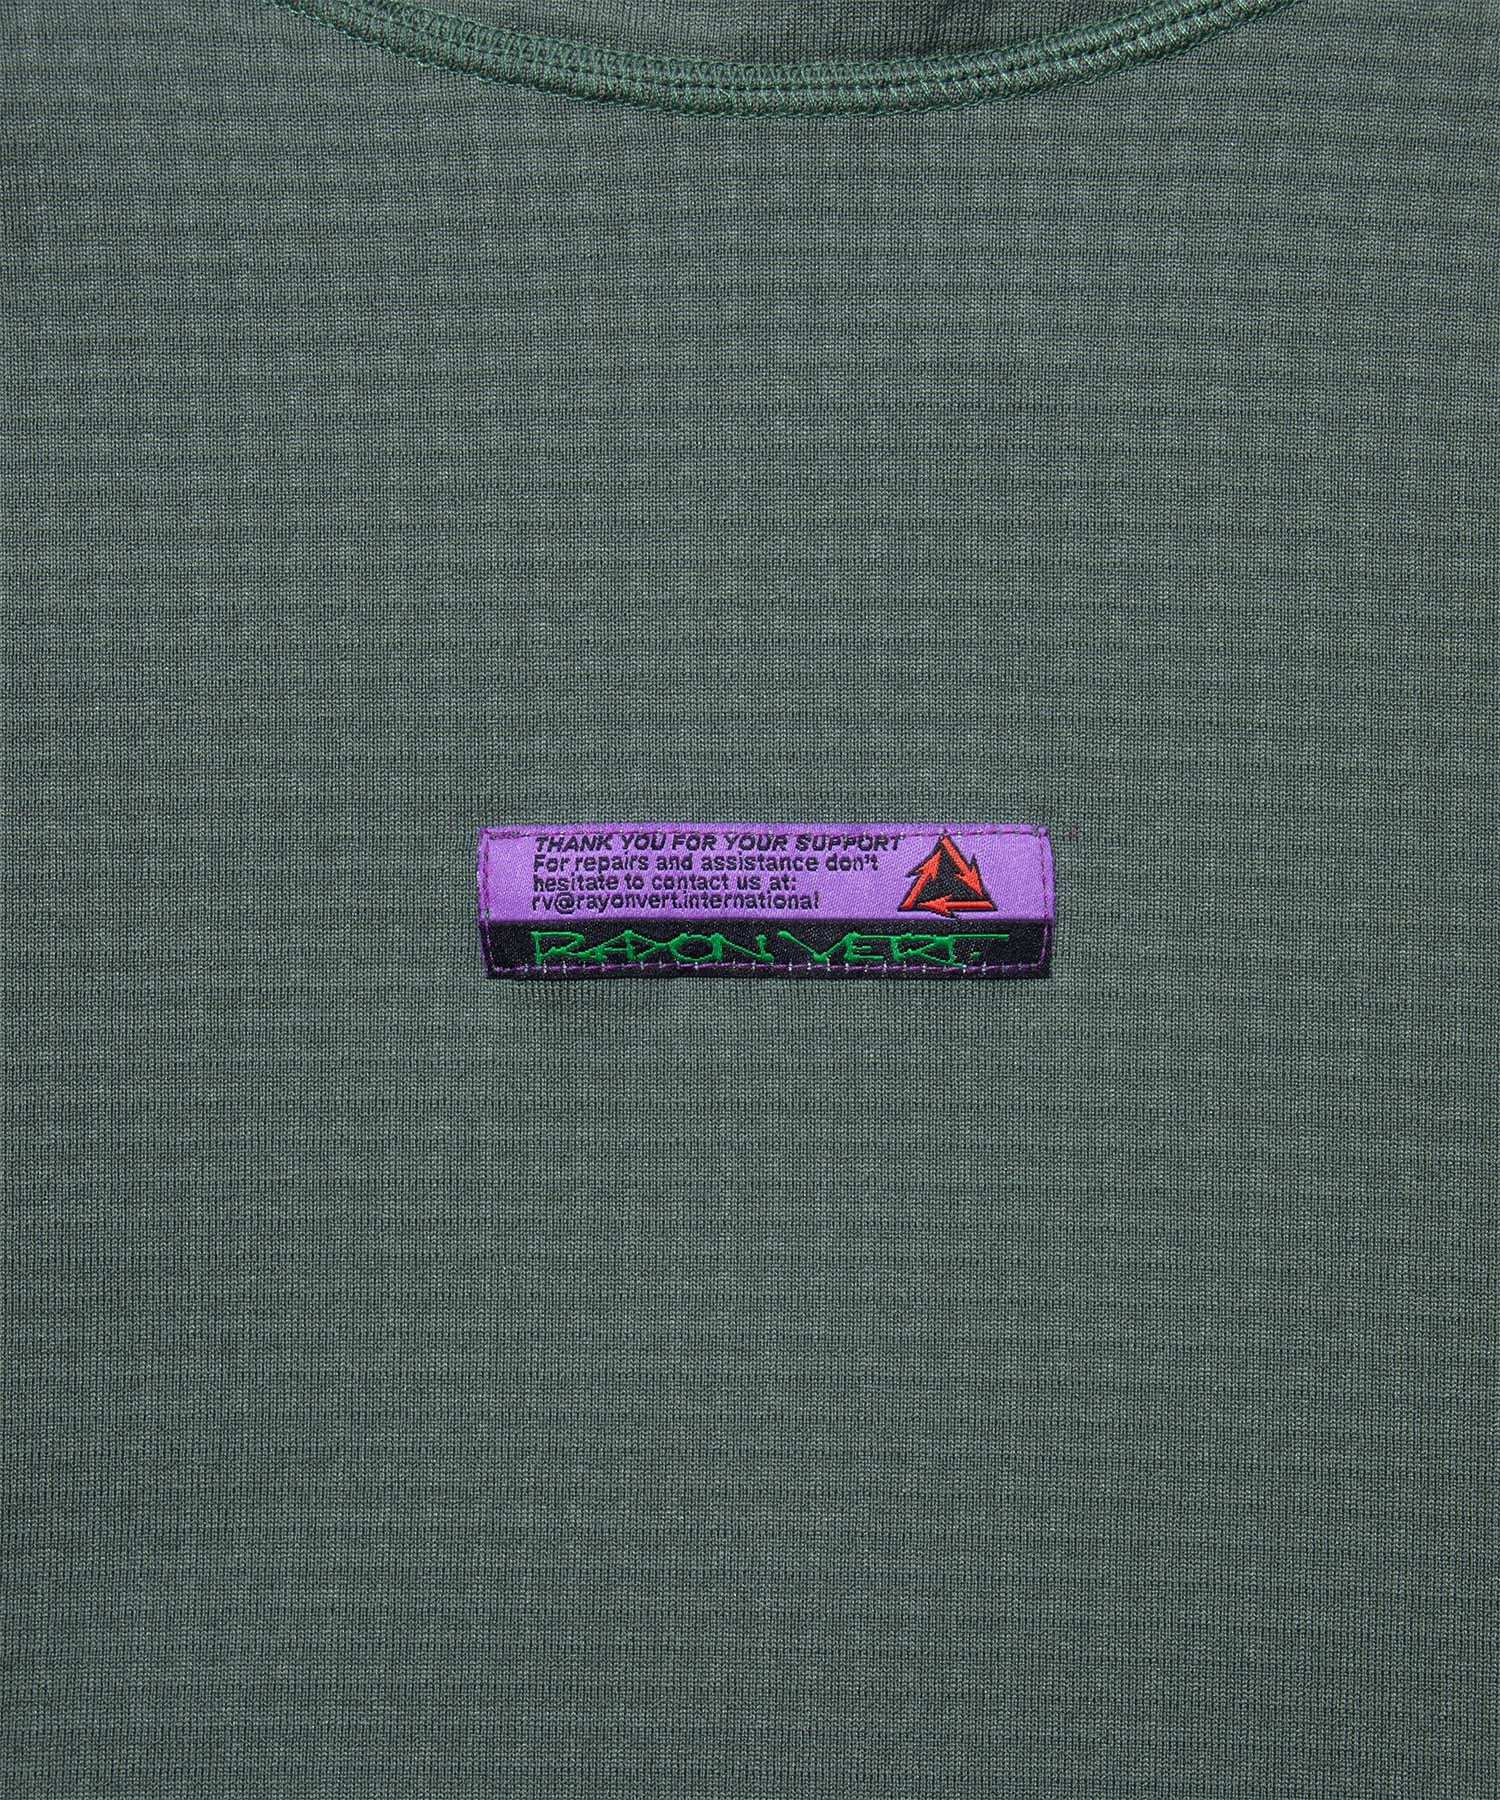 THANK YOU FOR YOUR SUPPORT
For repairs and assistance don't
hesitate to contact us at:
rv@rayonvert.international
RAYON VERT.